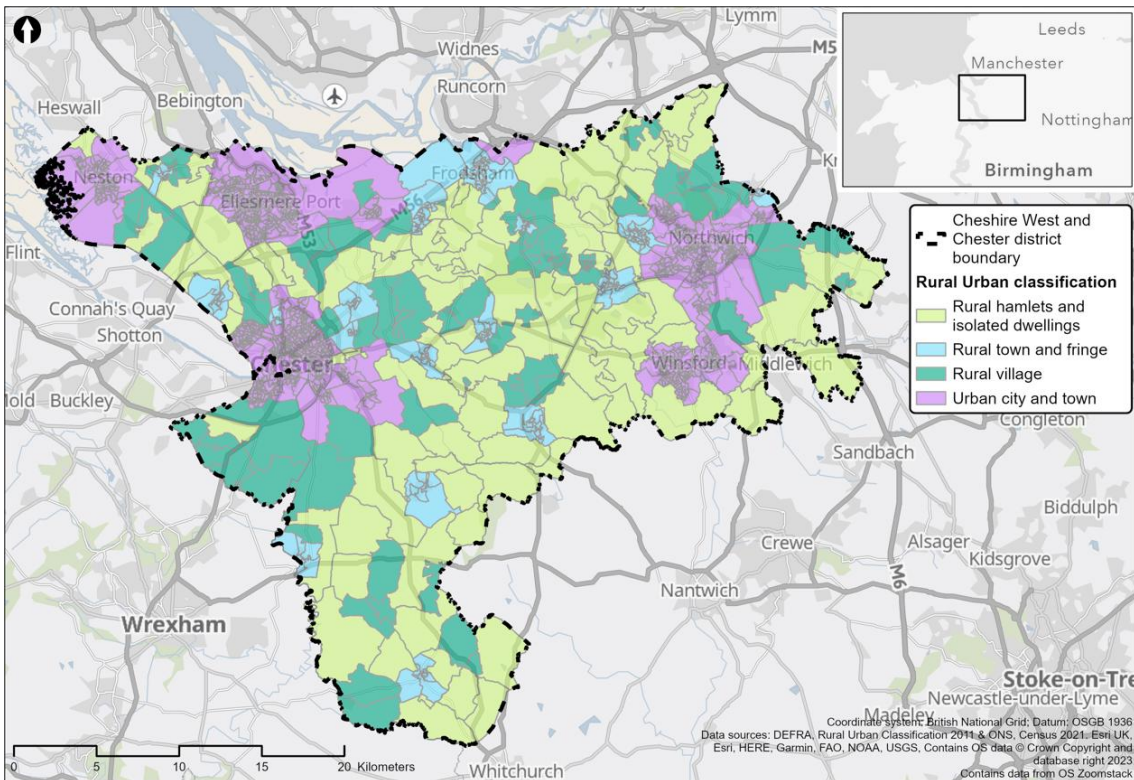 Lymm
Widnes
M5
Runcorn
Heswall
Bebington
Leeds
Manchester
Nottingham
Birmingham
Neston
Ellesmere Port
Frodsham
M56
M53
Northwich
Flint
Connah's Quay
Shotton
Chester
Winsford
Middlewich
Mold
Buckley
Cheshire West and
Chester district
boundary
Rural Urban classification
Rural hamlets and
isolated dwellings
Rural town and fringe
Rural village
Urban city and town
Congleton
Sandbach
Biddulph
Crewe
Alsager
Kidsgrove
Nantwich
M6
Wrexham
Stoke-on-Tre
Newcastle-under-Lyme
Madeley
Whitchurch
0 5 10 15 20 Kilometers
Coordinate system: British National Grid; Datum: OSGB 1936
Data sources: DEFRA, Rural Urban Classification 2011 & ONS, Census 2021. Esri UK,
Esri, HERE, Garmin, FAO, NOAA, USGS, Contains OS data © Crown Copyright and
database right 2023
Contains data from OS Zoomstack